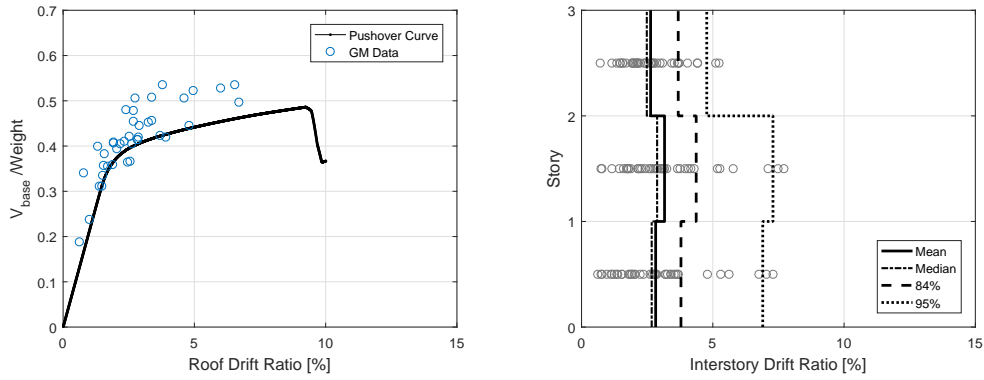 0.7
0.6
0.5
0.4
0.3
0.2
0.1
0
V_base /Weight
0 5 10 15
Roof Drift Ratio [%]
Pushover Curve
GM Data
3
2
1
0
Story
0 5 10 15
Interstory Drift Ratio [%]
Mean
Median
84%
95%